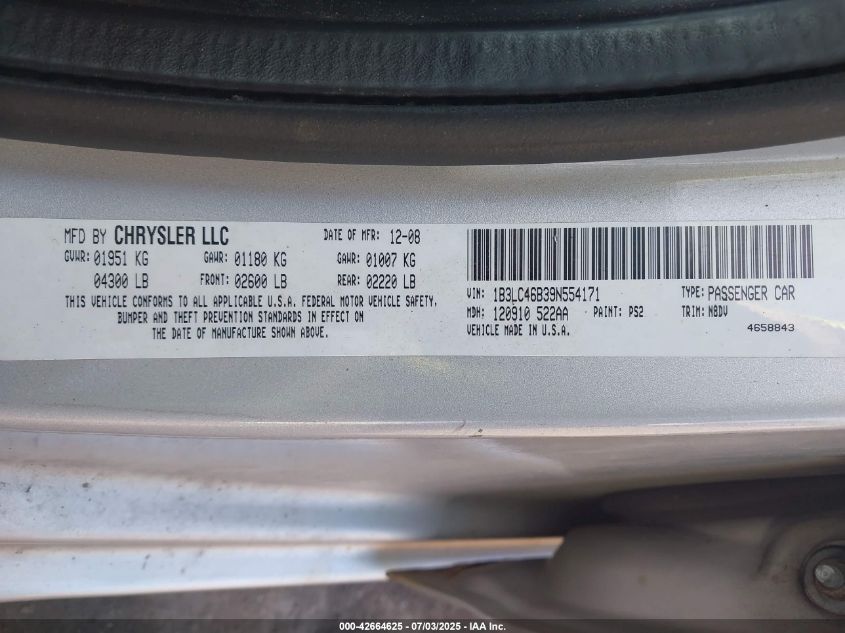 MFD BY CHRYSLER LLC DATE OF MFR: 12-08
GVWR: 01951 KG GAWR: 01180 KG GAWR: 01007 KG
04300 LB FRONT: 02600 LB REAR: 02220 LB
THIS VEHICLE CONFORMS TO ALL APPLICABLE U.S.A. FEDERAL MOTOR VEHICLE SAFETY,
BUMPER AND THEFT PREVENTION STANDARDS IN EFFECT ON
THE DATE OF MANUFACTURE SHOWN ABOVE.
VIN: 1B3LC46B39N554171 TYPE: PASSENGER CAR
MDH: 120910 522AA PAINT: PS2 TRIM: N8DV
VEHICLE MADE IN U.S.A. 4658843
000-42664625 - 07/03/2025 - IAA Inc.